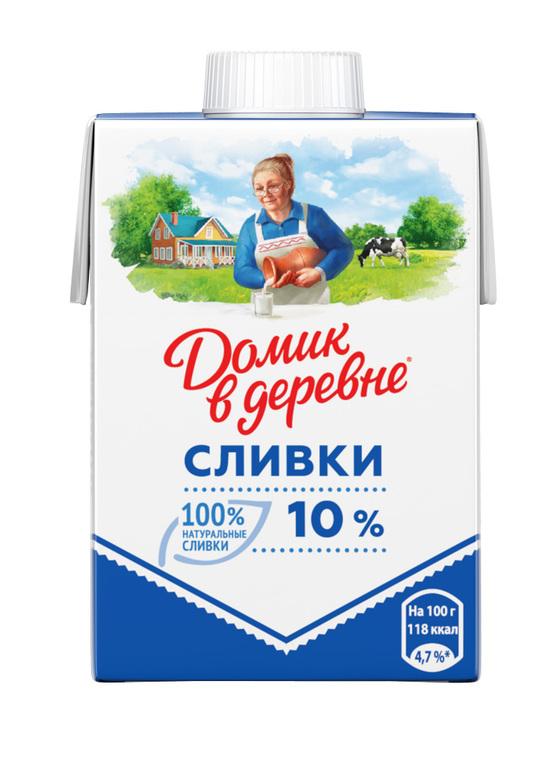 Домик
в деревне®
СЛИВКИ
100%
НАТУРАЛЬНЫЕ
СЛИВКИ
10 %
На 100 г
118 ккал
4,7 %*